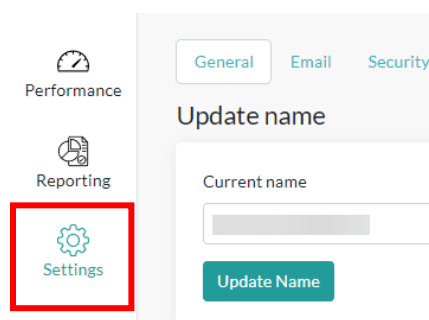 Performance
Reporting
Settings
General Email Security
Update name
Current name
Update Name